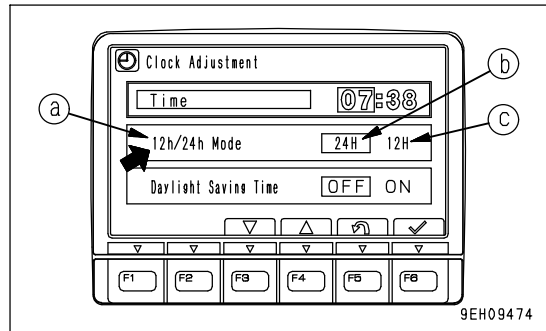 Clock Adjustment
Time 07:38
a 12h/24h Mode 24H 12H b c
Daylight Saving Time OFF ON
F1 F2 F3 F4 F5 F6
9EH09474